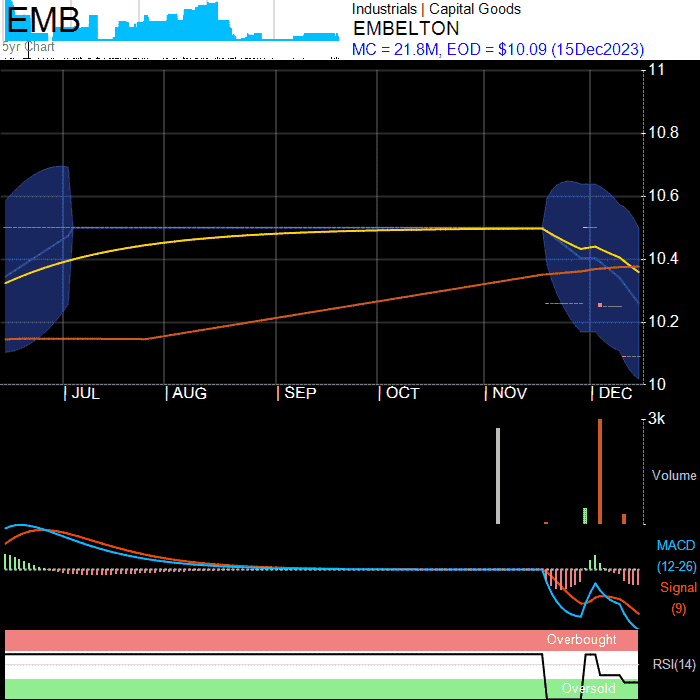 EMB
5yr Chart
Industrials | Capital Goods
EMBELTON
MC = 21.8M, EOD = $10.09 (15Dec2023)
11
10.8
10.6
10.4
10.2
10
| JUL | AUG | SEP | OCT | NOV | DEC
3k
Volume
MACD
(12-26)
Signal
(9)
Overbought
RSI(14)
Oversold